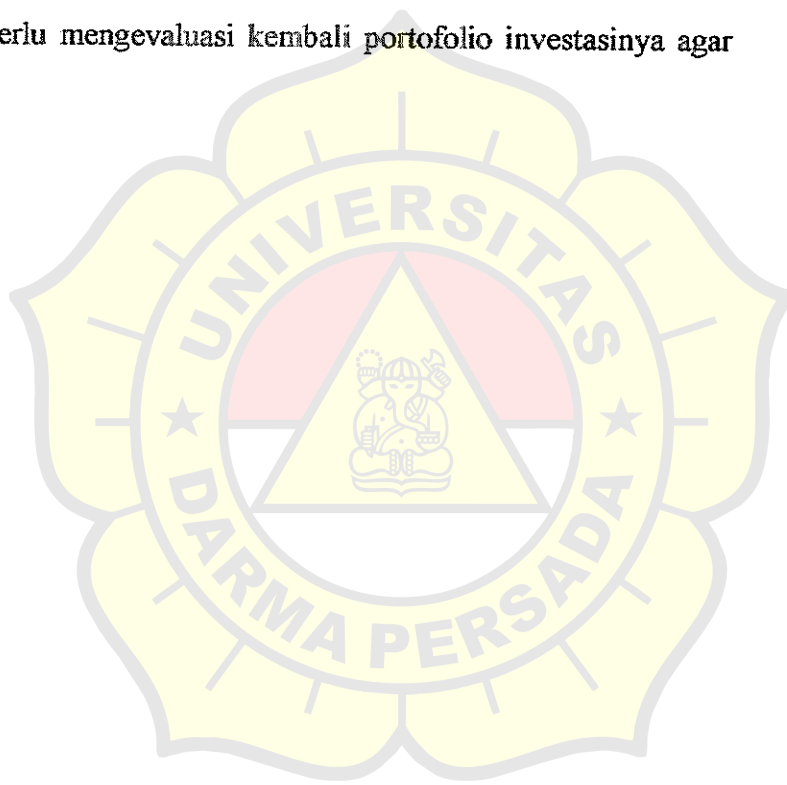 erlu mengevaluasi kembali portofolio investasinya agar
UNIVERSITAS
DARMA PERSADA